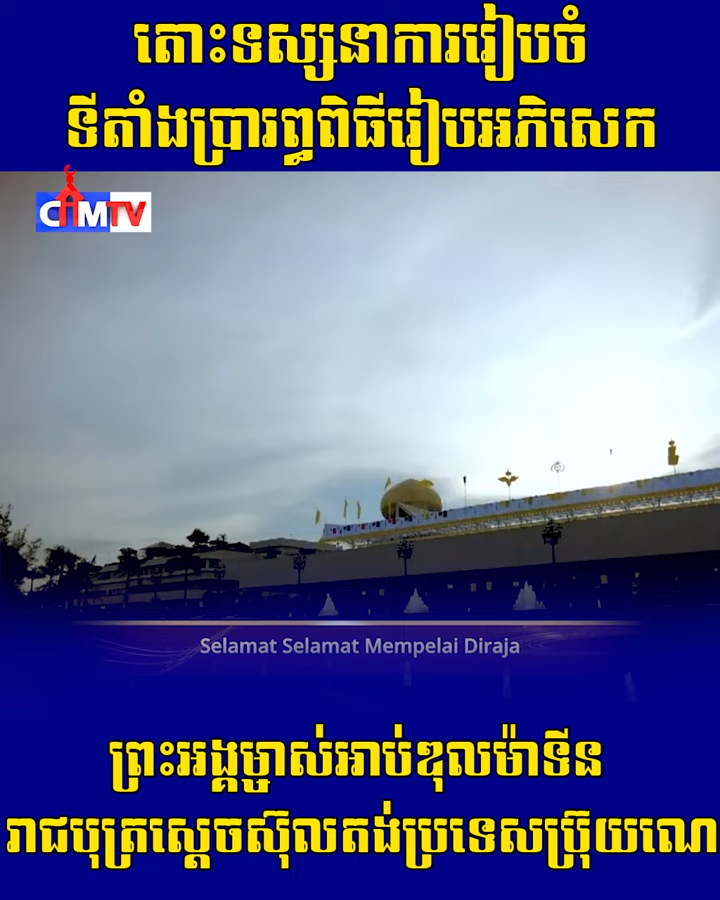 តោះទស្សនាការរៀបចំ
ទីតាំងប្រារព្ធពិធីរៀបអភិសេក
CAMTV
Selamat Selamat Mempelai Diraja
ព្រះអង្គម្ចាស់អាប់ឌុលម៉ាទីន
រាជបុត្រស្តេចស៊ុលតង់ប្រទេសប្រ៊ុយណេ